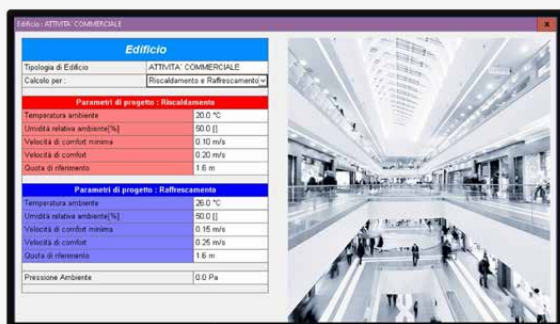 Edificio : ATTIVITA' COMMERCIALE
Edificio
Tipologia di Edificio ATTIVITA' COMMERCIALE
Calcolo per : Riscaldamento e Raffrescamento
Parametri di progetto : Riscaldamento
Temperatura ambiente 20.0 °C
Umidità relativa ambiente[%] 50.0 []
Velocità di comfort minima 0.10 m/s
Velocità di comfort 0.20 m/s
Quota di riferimento 1.6 m
Parametri di progetto : Raffrescamento
Temperatura ambiente 26.0 °C
Umidità relativa ambiente[%] 50.0 []
Velocità di comfort minima 0.15 m/s
Velocità di comfort 0.25 m/s
Quota di riferimento 1.6 m
Pressione Ambiente 0.0 Pa